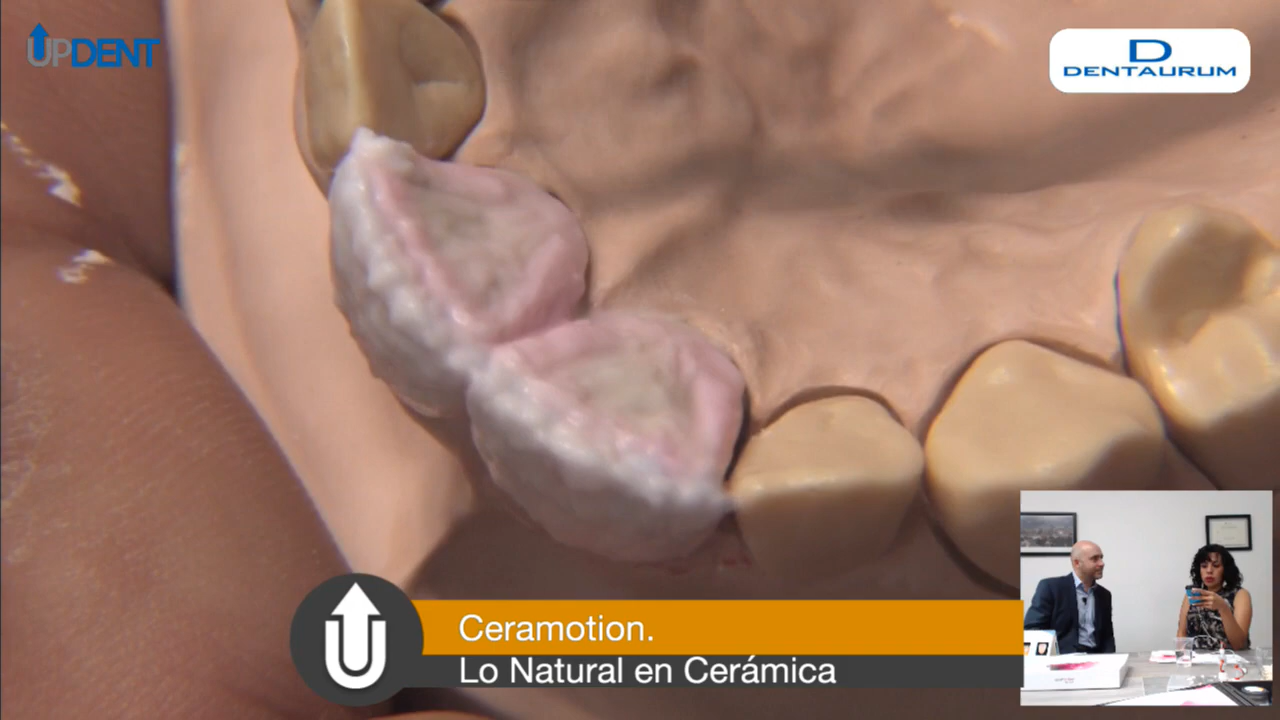 UPDENT
D
DENTAURUM
U
Ceramotion.
Lo Natural en Cerámica